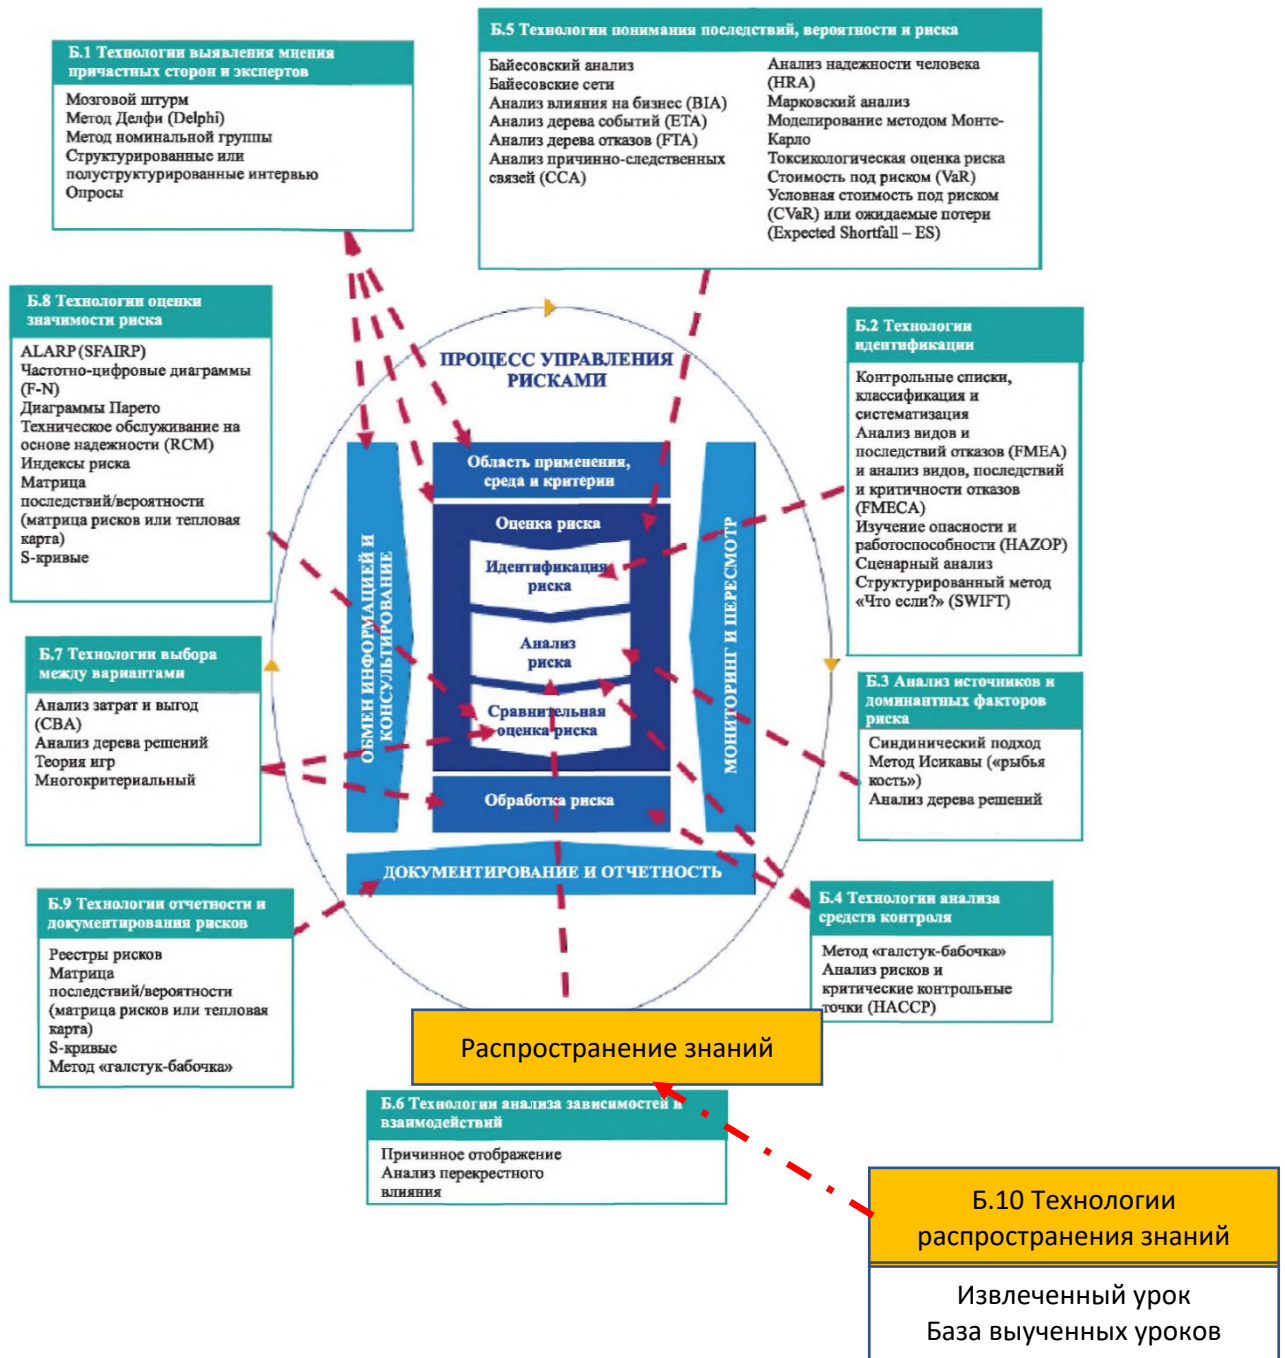 Б.1 Технологии выявления мнения
причастных сторон и экспертов
Мозговой штурм
Метод Делфи (Delphi)
Метод номинальной группы
Структурированные или
полуструктурированные интервью
Опросы
Б.5 Технологии понимания последствий, вероятности и риска
Байесовский анализ
Байесовские сети
Анализ влияния на бизнес (BIA)
Анализ дерева событий (ETA)
Анализ дерева отказов (FTA)
Анализ причинно-следственных
связей (CCA)
Анализ надежности человека
(HRA)
Марковский анализ
Моделирование методом Монте-
Карло
Токсикологическая оценка риска
Стоимость под риском (VaR)
Условная стоимость под риском
(CVaR) или ожидаемые потери
(Expected Shortfall – ES)
Б.8 Технологии оценки
значимости риска
ALARP (SFAIRP)
Частотно-цифровые диаграммы
(F-N)
Диаграммы Парето
Техническое обслуживание на
основе надежности (RCM)
Индексы риска
Матрица
последствий/вероятности
(матрица рисков или тепловая
карта)
S-кривые
ПРОЦЕСС УПРАВЛЕНИЯ
РИСКАМИ
Область применения,
среда и критерии
Оценка риска
Идентификация
риска
Анализ
риска
Сравнительная
оценка риска
Обработка риска
ОБМЕН ИНФОРМАЦИЕЙ И
КОНСУЛЬТИРОВАНИЕ
МОНИТОРИНГ И ПЕРЕСМОТР
ДОКУМЕНТИРОВАНИЕ И ОТЧЕТНОСТЬ
Б.2 Технологии
идентификации
Контрольные списки,
классификация и
систематизация
Анализ видов и
последствий отказов (FMEA)
и анализ видов, последствий
и критичности отказов
(FMECA)
Изучение опасности и
работоспособности (HAZOP)
Сценарный анализ
Структурированный метод
«Что если?» (SWIFT)
Б.7 Технологии выбора
между вариантами
Анализ затрат и выгод
(CBA)
Анализ дерева решений
Теория игр
Многокритериальный
Б.3 Анализ источников и
доминантных факторов
риска
Синдинический подход
Метод Исикавы («рыбья
кость»)
Анализ дерева решений
Б.9 Технологии отчетности и
документирования рисков
Реестры рисков
Матрица
последствий/вероятности
(матрица рисков или тепловая
карта)
S-кривые
Метод «галстук-бабочка»
Б.4 Технологии анализа
средств контроля
Метод «галстук-бабочка»
Анализ рисков и
критические контрольные
точки (HACCP)
Распространение знаний
Б.6 Технологии анализа зависимостей и
взаимодействий
Причинное отображение
Анализ перекрестного
влияния
Б.10 Технологии
распространения знаний
Извлеченный урок
База выученных уроков